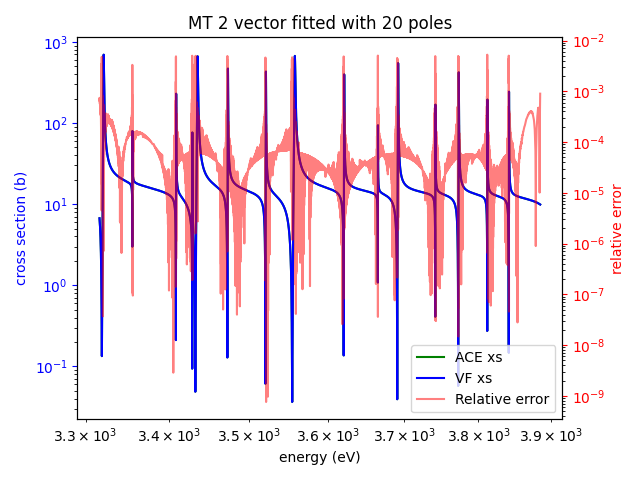 MT 2 vector fitted with 20 poles
cross section (b)
10³
10²
10¹
10⁰
10⁻¹
10⁻²
10⁻³
10⁻⁴
10⁻⁵
10⁻⁶
10⁻⁷
10⁻⁸
10⁻⁹
relative error
ACE xs
VF xs
Relative error
3.3 × 10³ 3.4 × 10³ 3.5 × 10³ 3.6 × 10³ 3.7 × 10³ 3.8 × 10³ 3.9 × 10³
energy (eV)